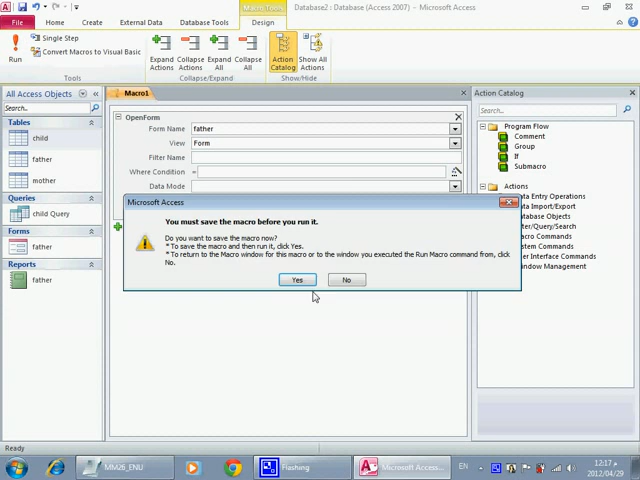 Macro Tools
Database2 : Database (Access 2007) - Microsoft Access
File
Home
Create
External Data
Database Tools
Design
Run
Single Step
Convert Macros to Visual Basic
Expand Actions
Collapse Actions
Expand All
Collapse All
Action Catalog
Show All Actions
Tools
Collapse/Expand
Show/Hide
All Access Objects
Search...
Tables
child
father
mother
Queries
child Query
Forms
father
Reports
father
Macro1
OpenForm
Form Name
father
View
Form
Filter Name
Where Condition
=
Data Mode
Microsoft Access
You must save the macro before you run it.
Do you want to save the macro now?
* To save the macro and then run it, click Yes.
* To return to the Macro window for this macro or to the window you executed the Run Macro command from, click
No.
Yes
No
Action Catalog
Search...
Program Flow
Comment
Group
If
Submacro
Actions
Data Entry Operations
Data Import/Export
Database Objects
Filter/Query/Search
Macro Commands
User Interface Commands
Window Management
Ready
MM26_ENU
Flashing
Microsoft Access...
EN
12:17 م
2012/04/29